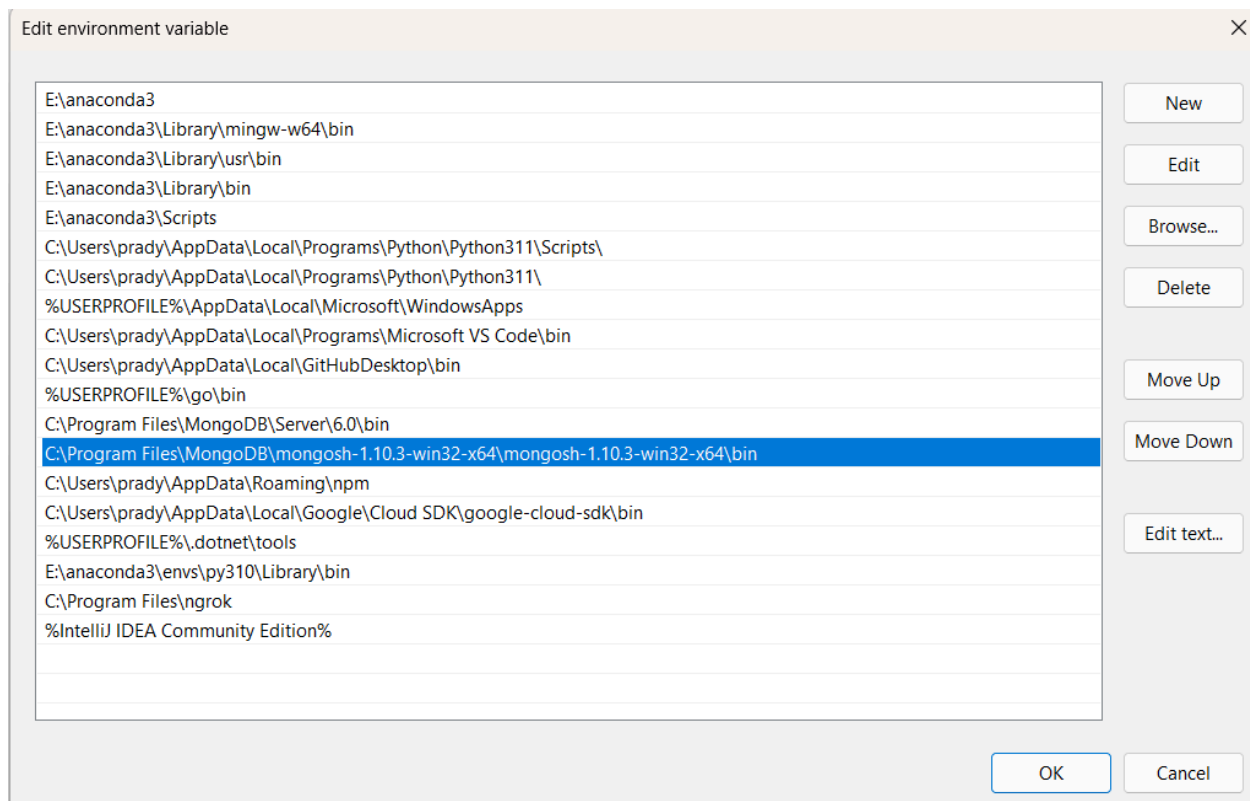 Edit environment variable
E:\anaconda3
E:\anaconda3\Library\mingw-w64\bin
E:\anaconda3\Library\usr\bin
E:\anaconda3\Library\bin
E:\anaconda3\Scripts
C:\Users\prady\AppData\Local\Programs\Python\Python311\Scripts\
C:\Users\prady\AppData\Local\Programs\Python\Python311\
%USERPROFILE%\AppData\Local\Microsoft\WindowsApps
C:\Users\prady\AppData\Local\Programs\Microsoft VS Code\bin
C:\Users\prady\AppData\Local\GitHubDesktop\bin
%USERPROFILE%\go\bin
C:\Program Files\MongoDB\Server\6.0\bin
C:\Program Files\MongoDB\mongosh-1.10.3-win32-x64\mongosh-1.10.3-win32-x64\bin
C:\Users\prady\AppData\Roaming\npm
C:\Users\prady\AppData\Local\Google\Cloud SDK\google-cloud-sdk\bin
%USERPROFILE%\.dotnet\tools
E:\anaconda3\envs\py310\Library\bin
C:\Program Files\ngrok
%IntelliJ IDEA Community Edition%
New
Edit
Browse...
Delete
Move Up
Move Down
Edit text...
OK
Cancel